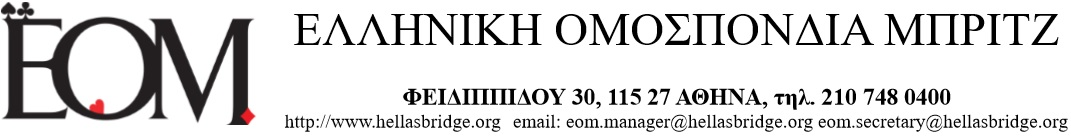 ΕΟΜ
ΕΛΛΗΝΙΚΗ ΟΜΟΣΠΟΝΔΙΑ ΜΠΡΙΤΖ
ΦΕΙΔΙΠΠΙΔΟΥ 30, 115 27 ΑΘΗΝΑ, τηλ. 210 748 0400
http://www.hellasbridge.org email: eom.manager@hellasbridge.org eom.secretary@hellasbridge.org